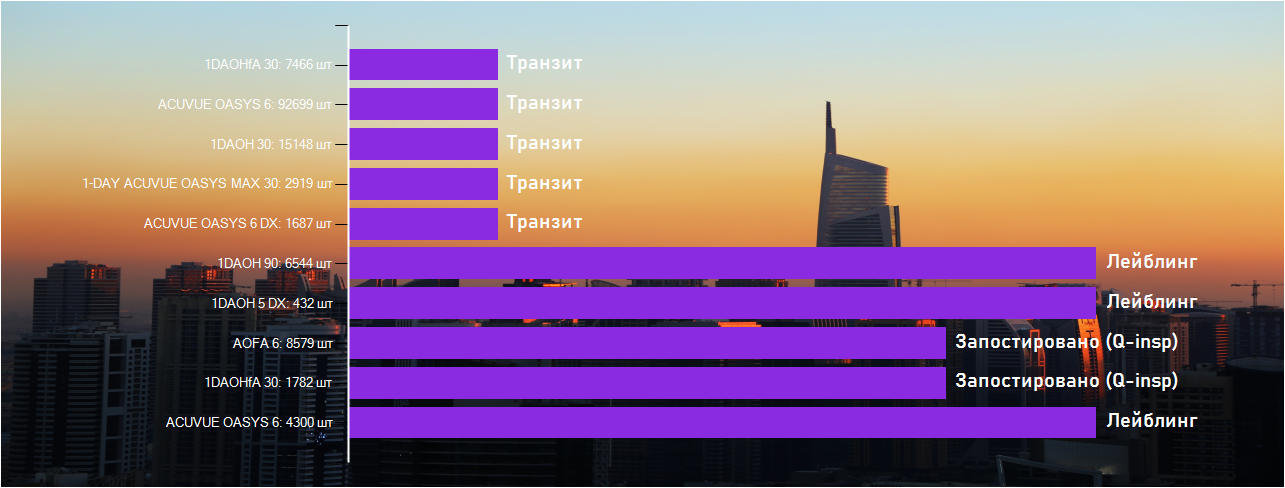 1DAOHfA 30: 7466 шт Транзит
ACUVUE OASYS 6: 92699 шт Транзит
1DAOH 30: 15148 шт Транзит
1-DAY ACUVUE OASYS MAX 30: 2919 шт Транзит
ACUVUE OASYS 6 DX: 1687 шт Транзит
1DAOH 90: 6544 шт Лейблинг
1DAOH 5 DX: 432 шт Лейблинг
AOFA 6: 8579 шт Запостировано (Q-insp)
1DAOHfA 30: 1782 шт Запостировано (Q-insp)
ACUVUE OASYS 6: 4300 шт Лейблинг